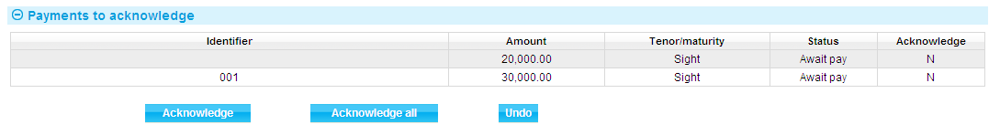 Payments to acknowledge
Identifier Amount Tenor/maturity Status Acknowledge
20,000.00 Sight Await pay N
001 30,000.00 Sight Await pay N
Acknowledge Acknowledge all Undo